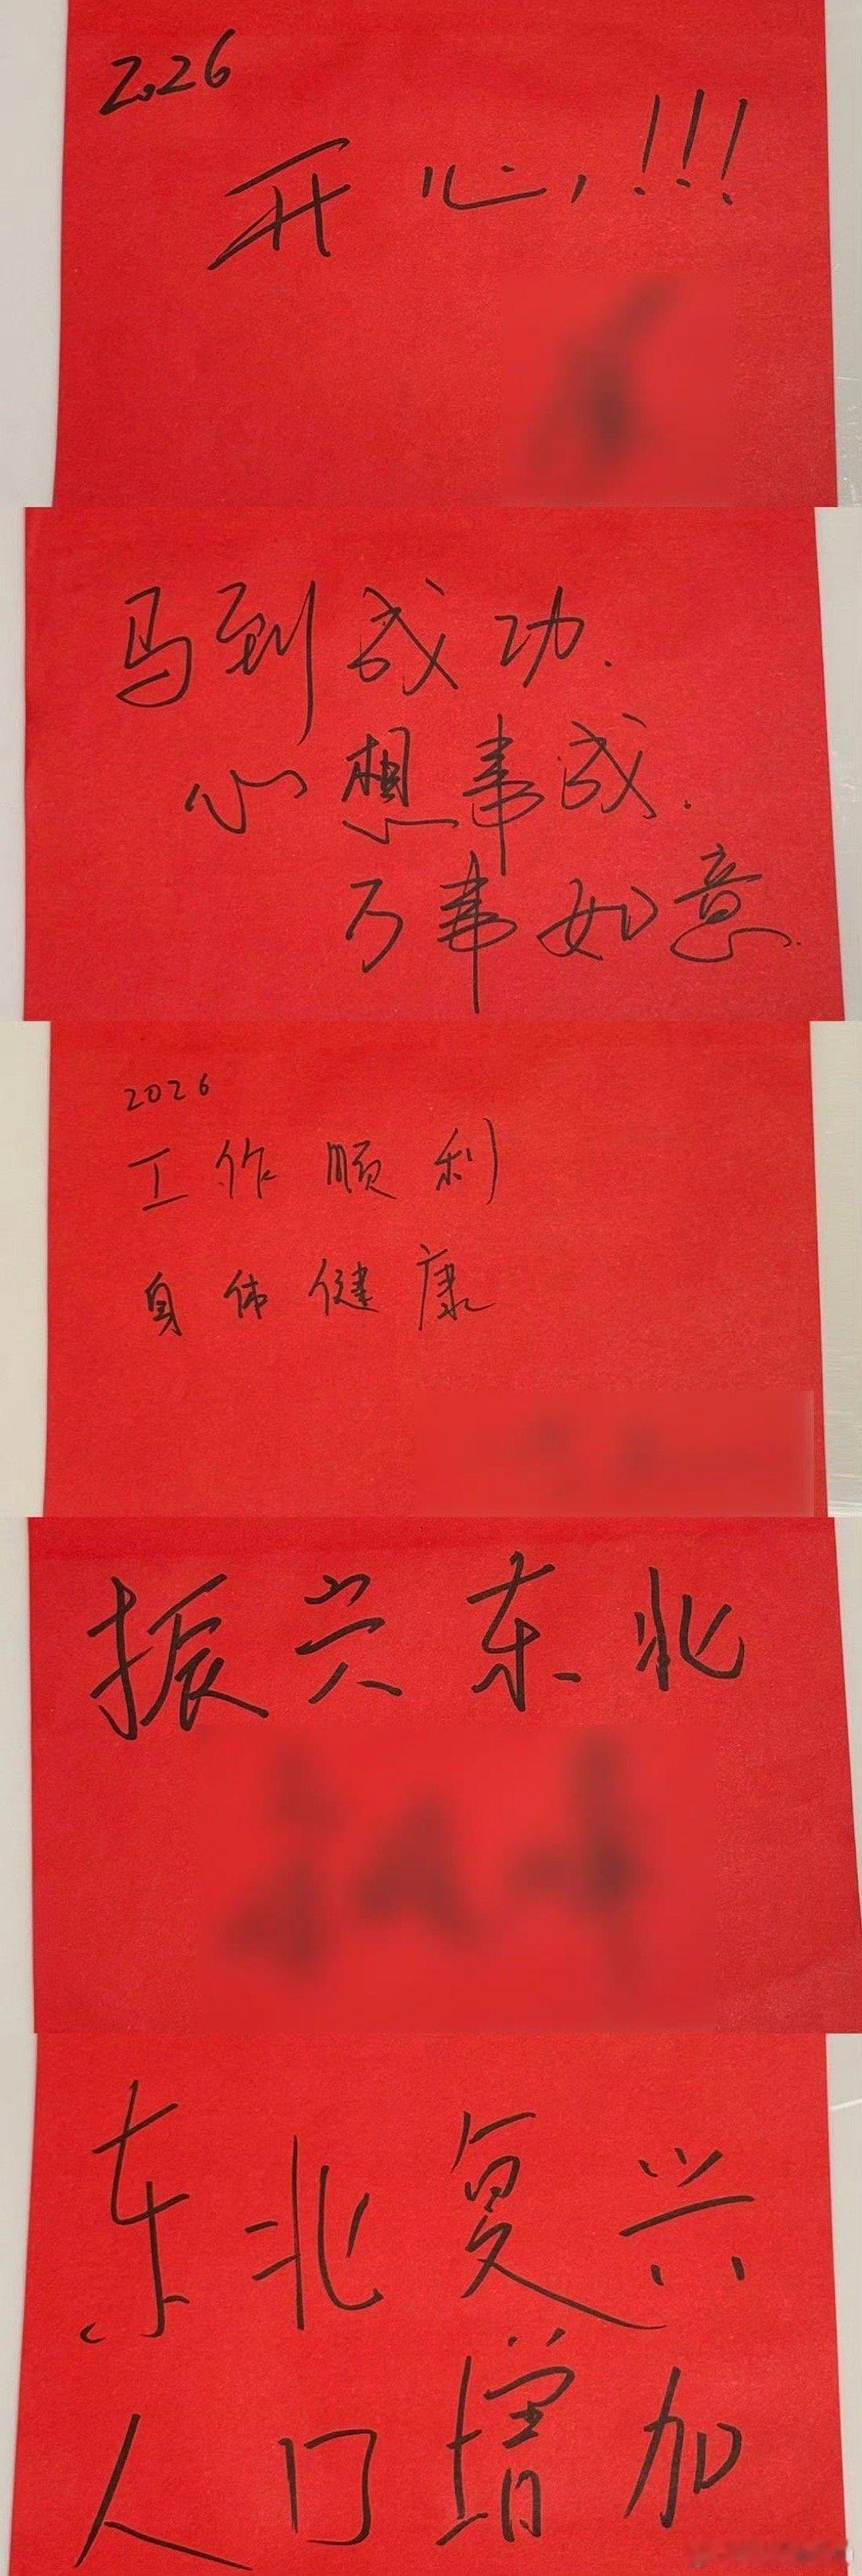 2026
开心,!!!
马到成功.
心想事成.
万事如意.
2026
工作顺利
身体健康
振兴东北
东北复兴
人口增加